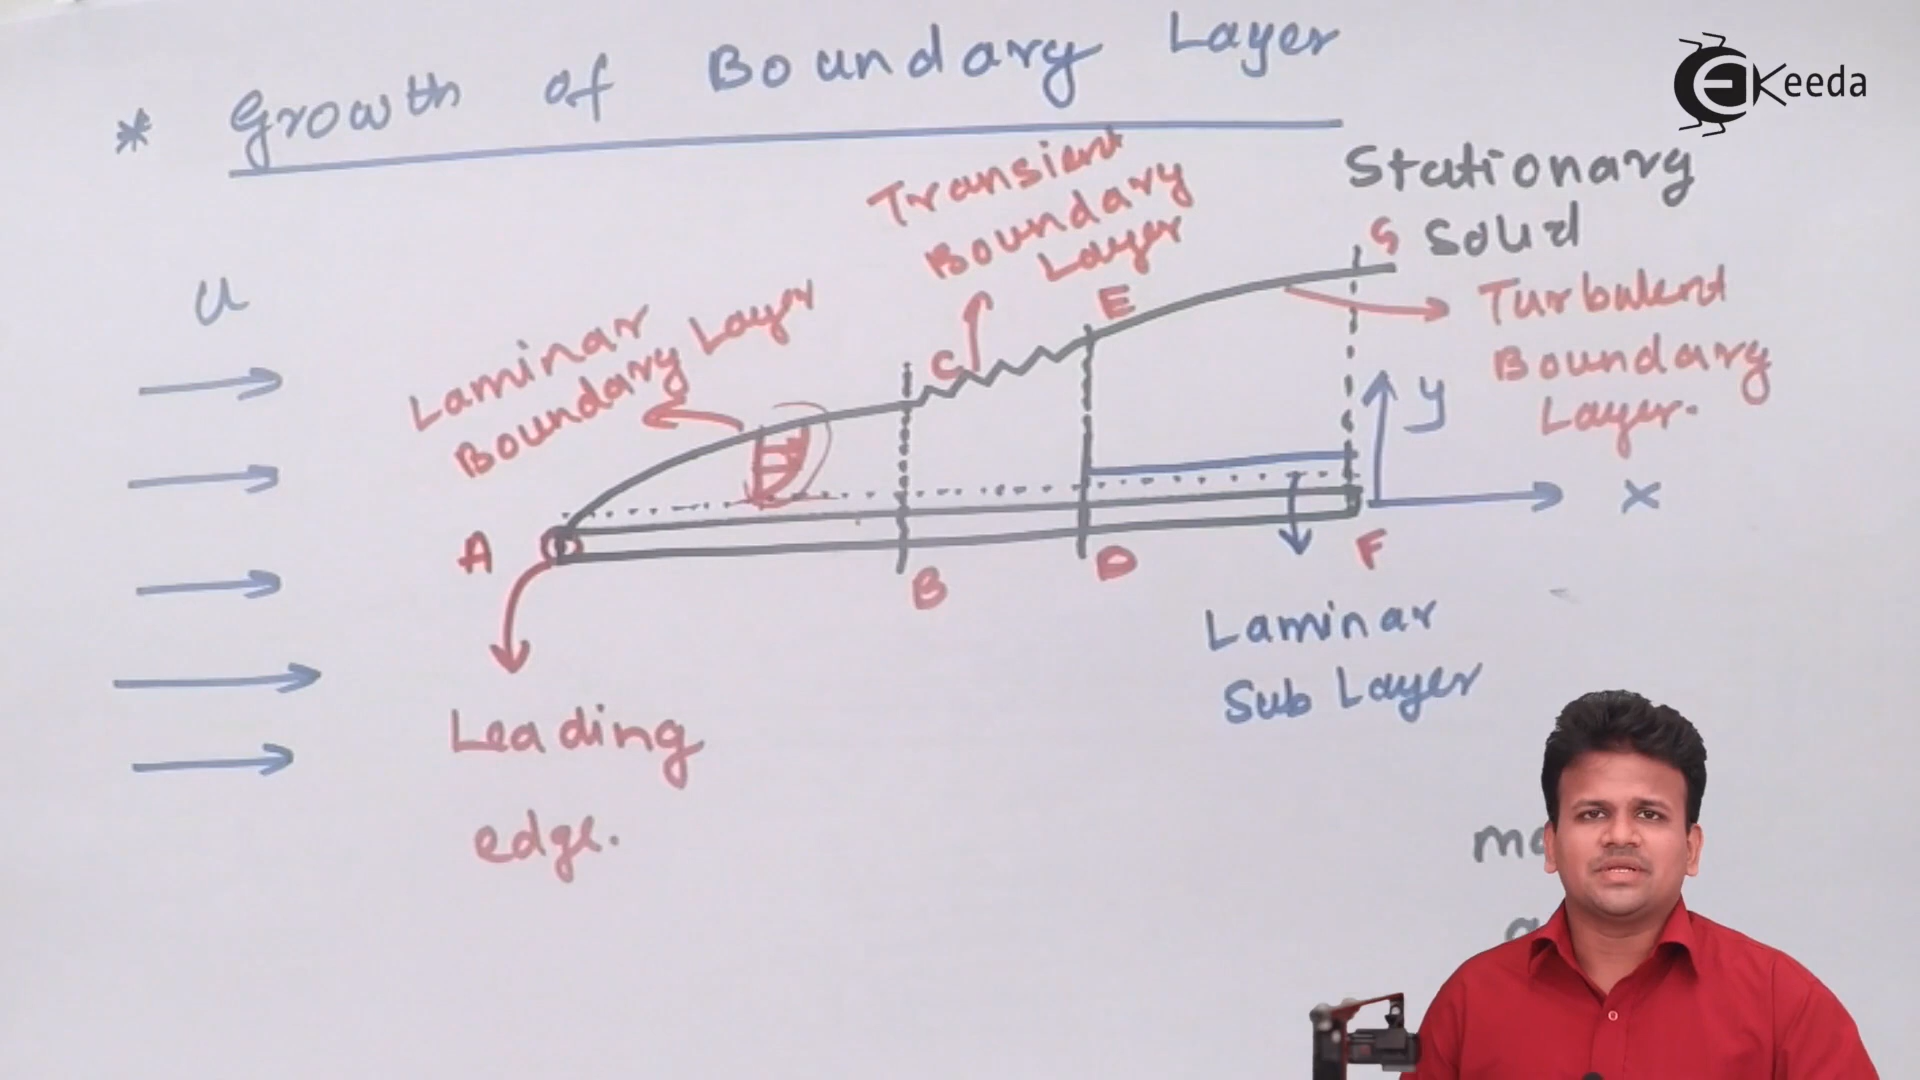 * Growth of Boundary Layer
Keeda
Stationary
Solid
Transient
Boundary
Layer
u
Laminar
Boundary Layer
C
E
G
Turbulent
Boundary
Layer.
y
x
A
B
D
F
Laminar
Sub Layer
Leading
edge.